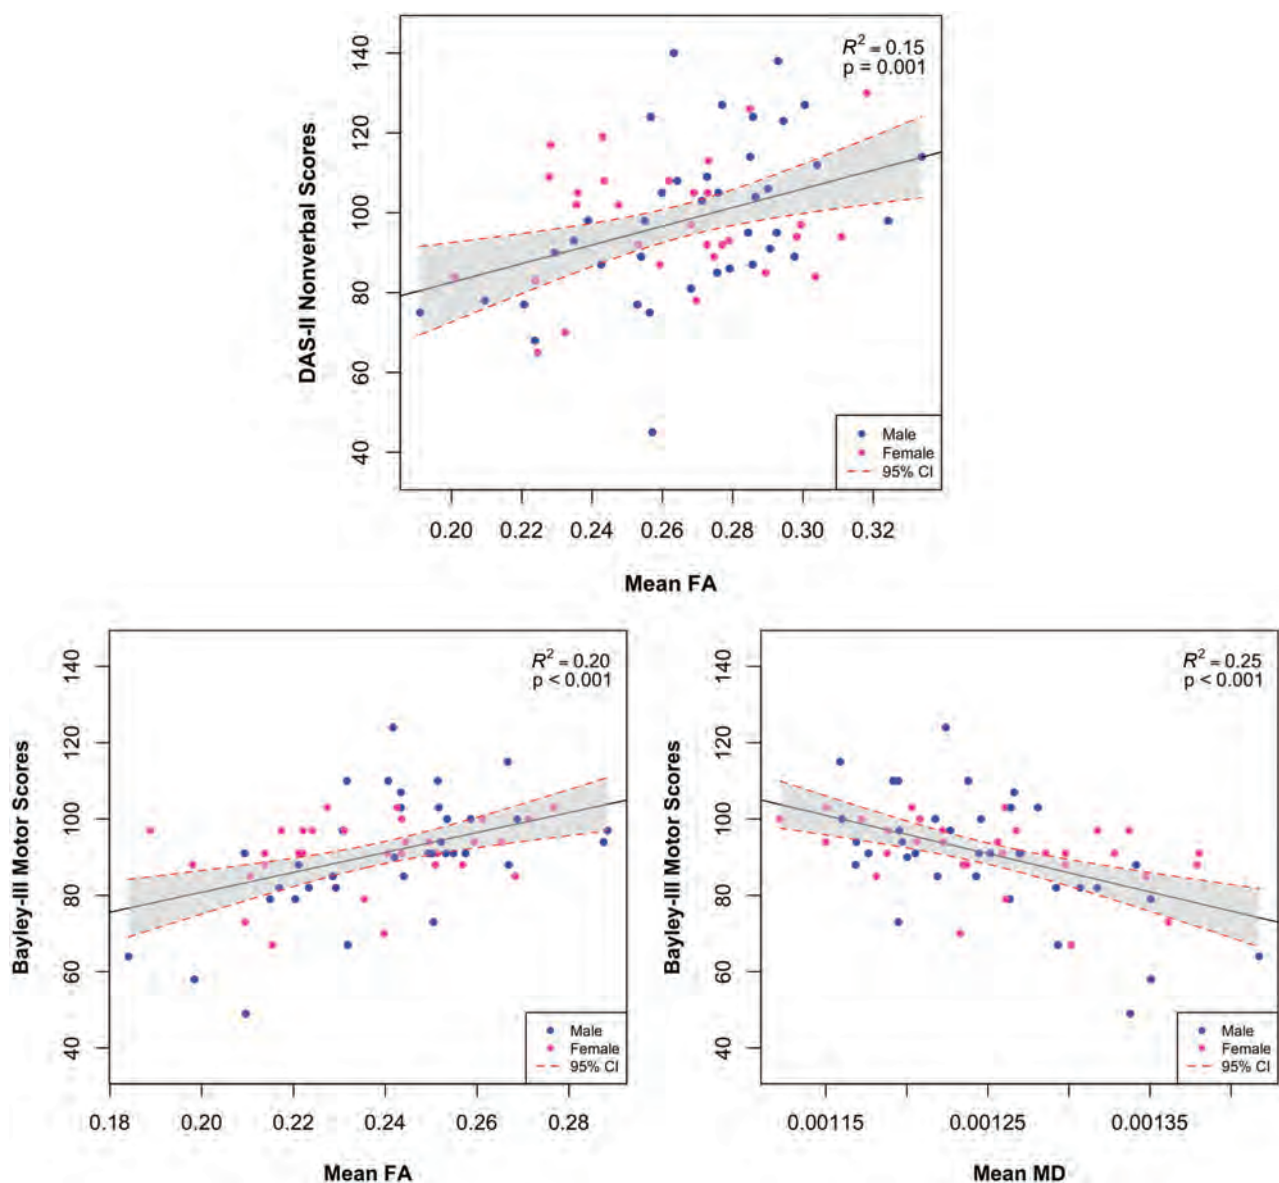 R² = 0.15
p = 0.001
140
120
100
80
60
40
DAS-II Nonverbal Scores
Male
Female
95% CI
0.20 0.22 0.24 0.26 0.28 0.30 0.32
Mean FA
R² = 0.20
p < 0.001
140
120
100
80
60
40
Bayley-III Motor Scores
Male
Female
95% CI
0.18 0.20 0.22 0.24 0.26 0.28
Mean FA
R² = 0.25
p < 0.001
140
120
100
80
60
40
Bayley-III Motor Scores
Male
Female
95% CI
0.00115 0.00125 0.00135
Mean MD